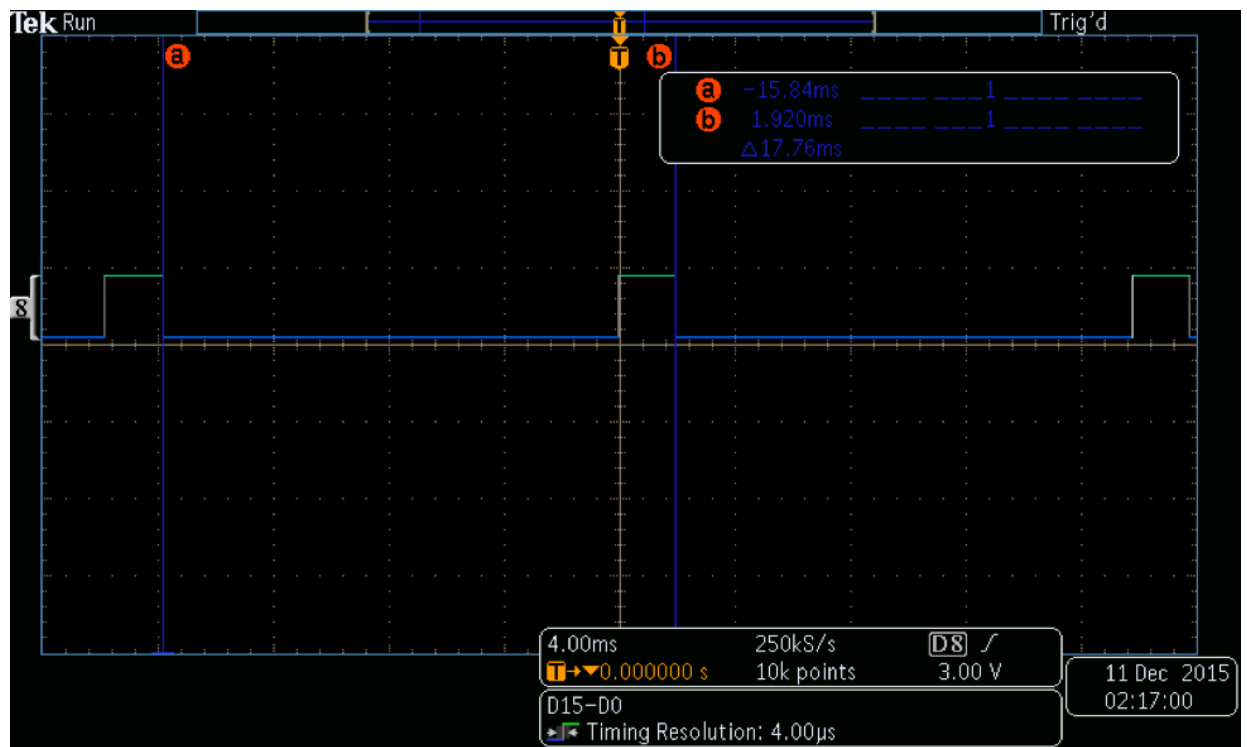 Tek Run T Trig'd
a T b
a -15.84ms ____ ___1 ____ ____
b 1.920ms ____ ___1 ____ ____
△17.76ms
8
4.00ms 250kS/s D8
T→▼0.000000 s 10k points 3.00 V
11 Dec 2015
02:17:00
D15-D0
Timing Resolution: 4.00µs